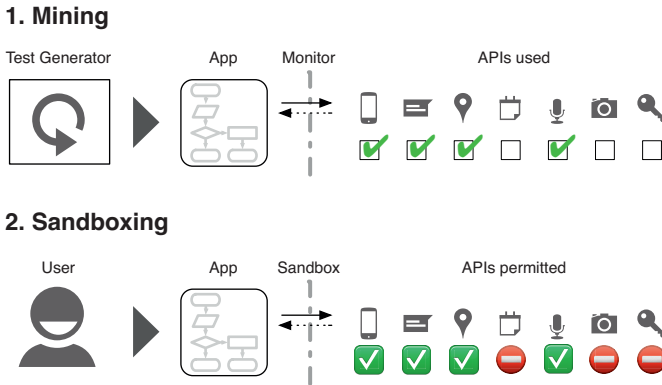 1. Mining
Test Generator App Monitor APIs used
2. Sandboxing
User App Sandbox APIs permitted